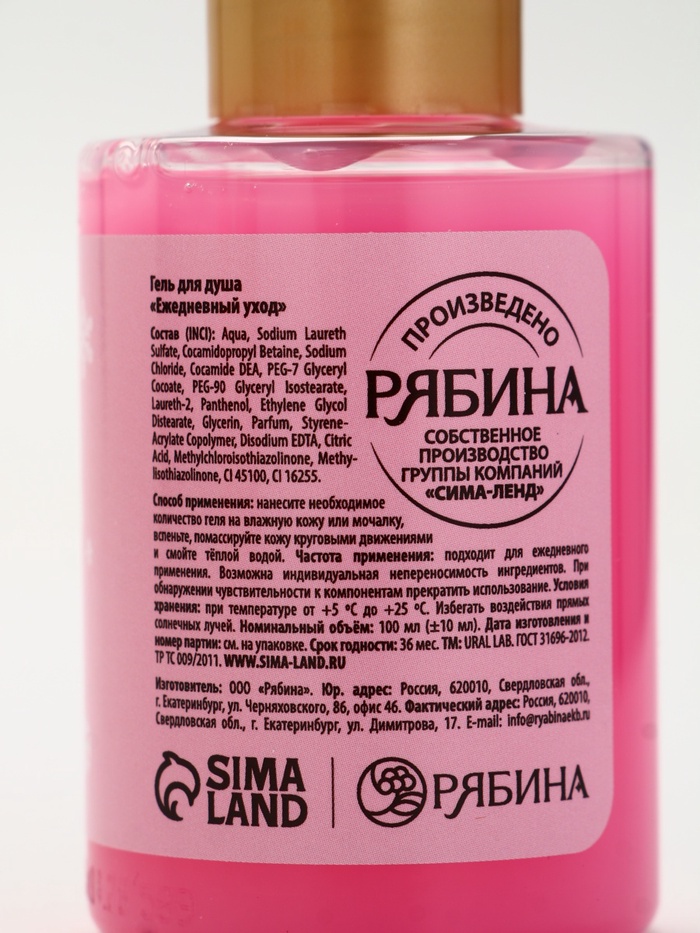 Гель для душа
«Ежедневный уход»
Состав (INCI): Aqua, Sodium Laureth
Sulfate, Cocamidopropyl Betaine, Sodium
Chloride, Cocamide DEA, PEG-7 Glyceryl
Cocoate, PEG-90 Glyceryl Isostearate,
Laureth-2, Panthenol, Ethylene Glycol
Distearate, Glycerin, Parfum, Styrene-
Acrylate Copolymer, Disodium EDTA, Citric
Acid, Methylchloroisothiazolinone, Methy-
lisothiazolinone, CI 45100, CI 16255.
ПРОИЗВЕДЕНО
РЯБИНА
СОБСТВЕННОЕ
ПРОИЗВОДСТВО
ГРУППЫ КОМПАНИЙ
«СИМА-ЛЕНД»
Способ применения: нанесите необходимое
количество геля на влажную кожу или мочалку,
вспеньте, помассируйте кожу круговыми движениями
и смойте тёплой водой. Частота применения: подходит для ежедневного
применения. Возможна индивидуальная непереносимость ингредиентов. При
обнаружении чувствительности к компонентам прекратить использование. Условия
хранения: при температуре от +5 ºС до +25 ºС. Избегать воздействия прямых
солнечных лучей. Номинальный объём: 100 мл (±10 мл). Дата изготовления и
номер партии: см. на упаковке. Срок годности: 36 мес. ТМ: URAL LAB. ГОСТ 31696-2012.
ТР ТС 009/2011. WWW.SIMA-LAND.RU
Изготовитель: ООО «Рябина». Юр. адрес: Россия, 620010, Свердловская обл.,
г. Екатеринбург, ул. Черняховского, 86, офис 46. Фактический адрес: Россия, 620010,
Свердловская обл., г. Екатеринбург, ул. Димитрова, 17. E-mail: info@ryabinaekb.ru
SIMA
LAND
РЯБИНА